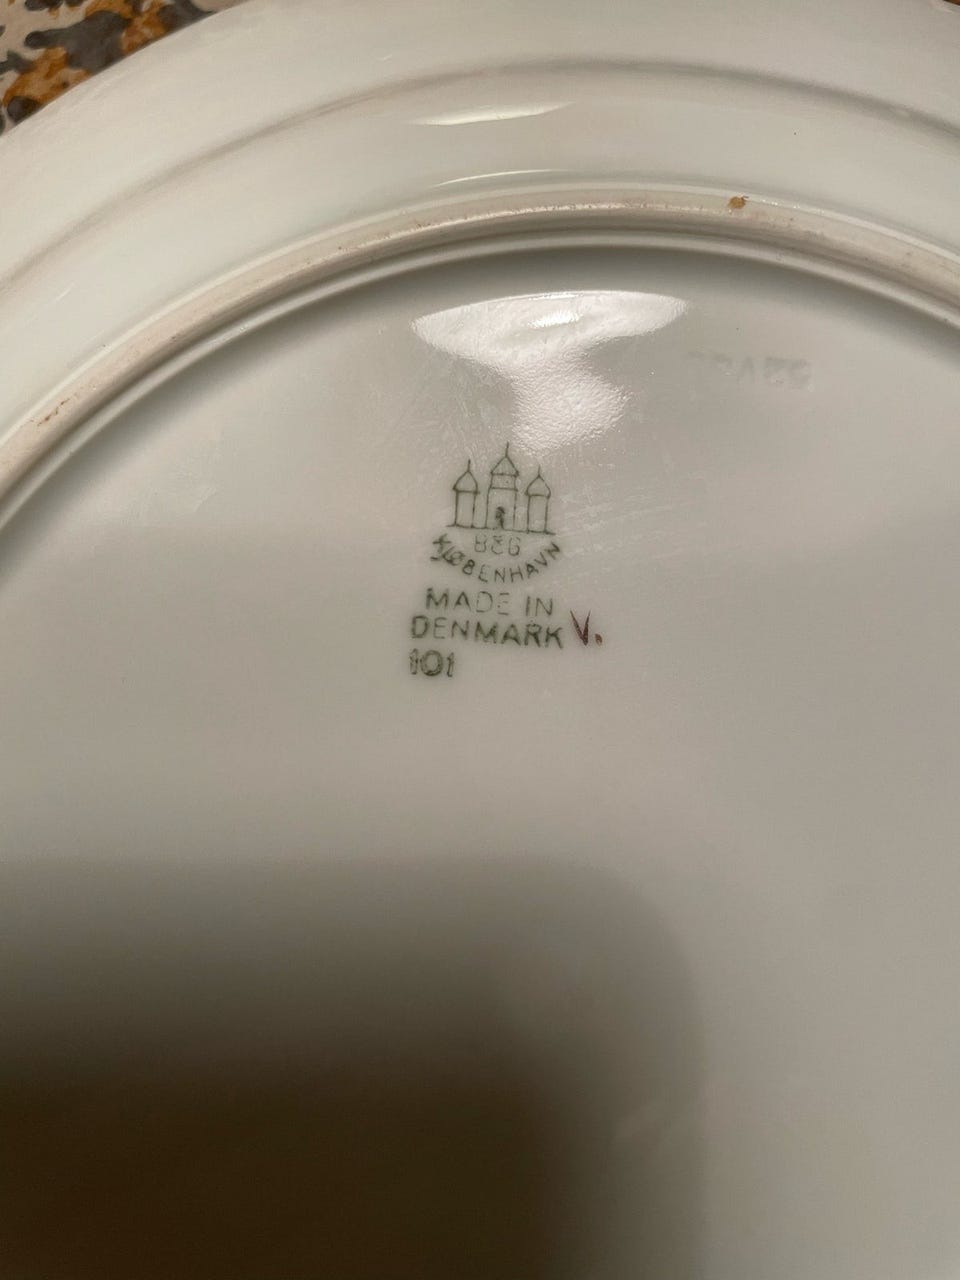 B&G
KJØBENHAVN
MADE IN
DENMARK V.
101